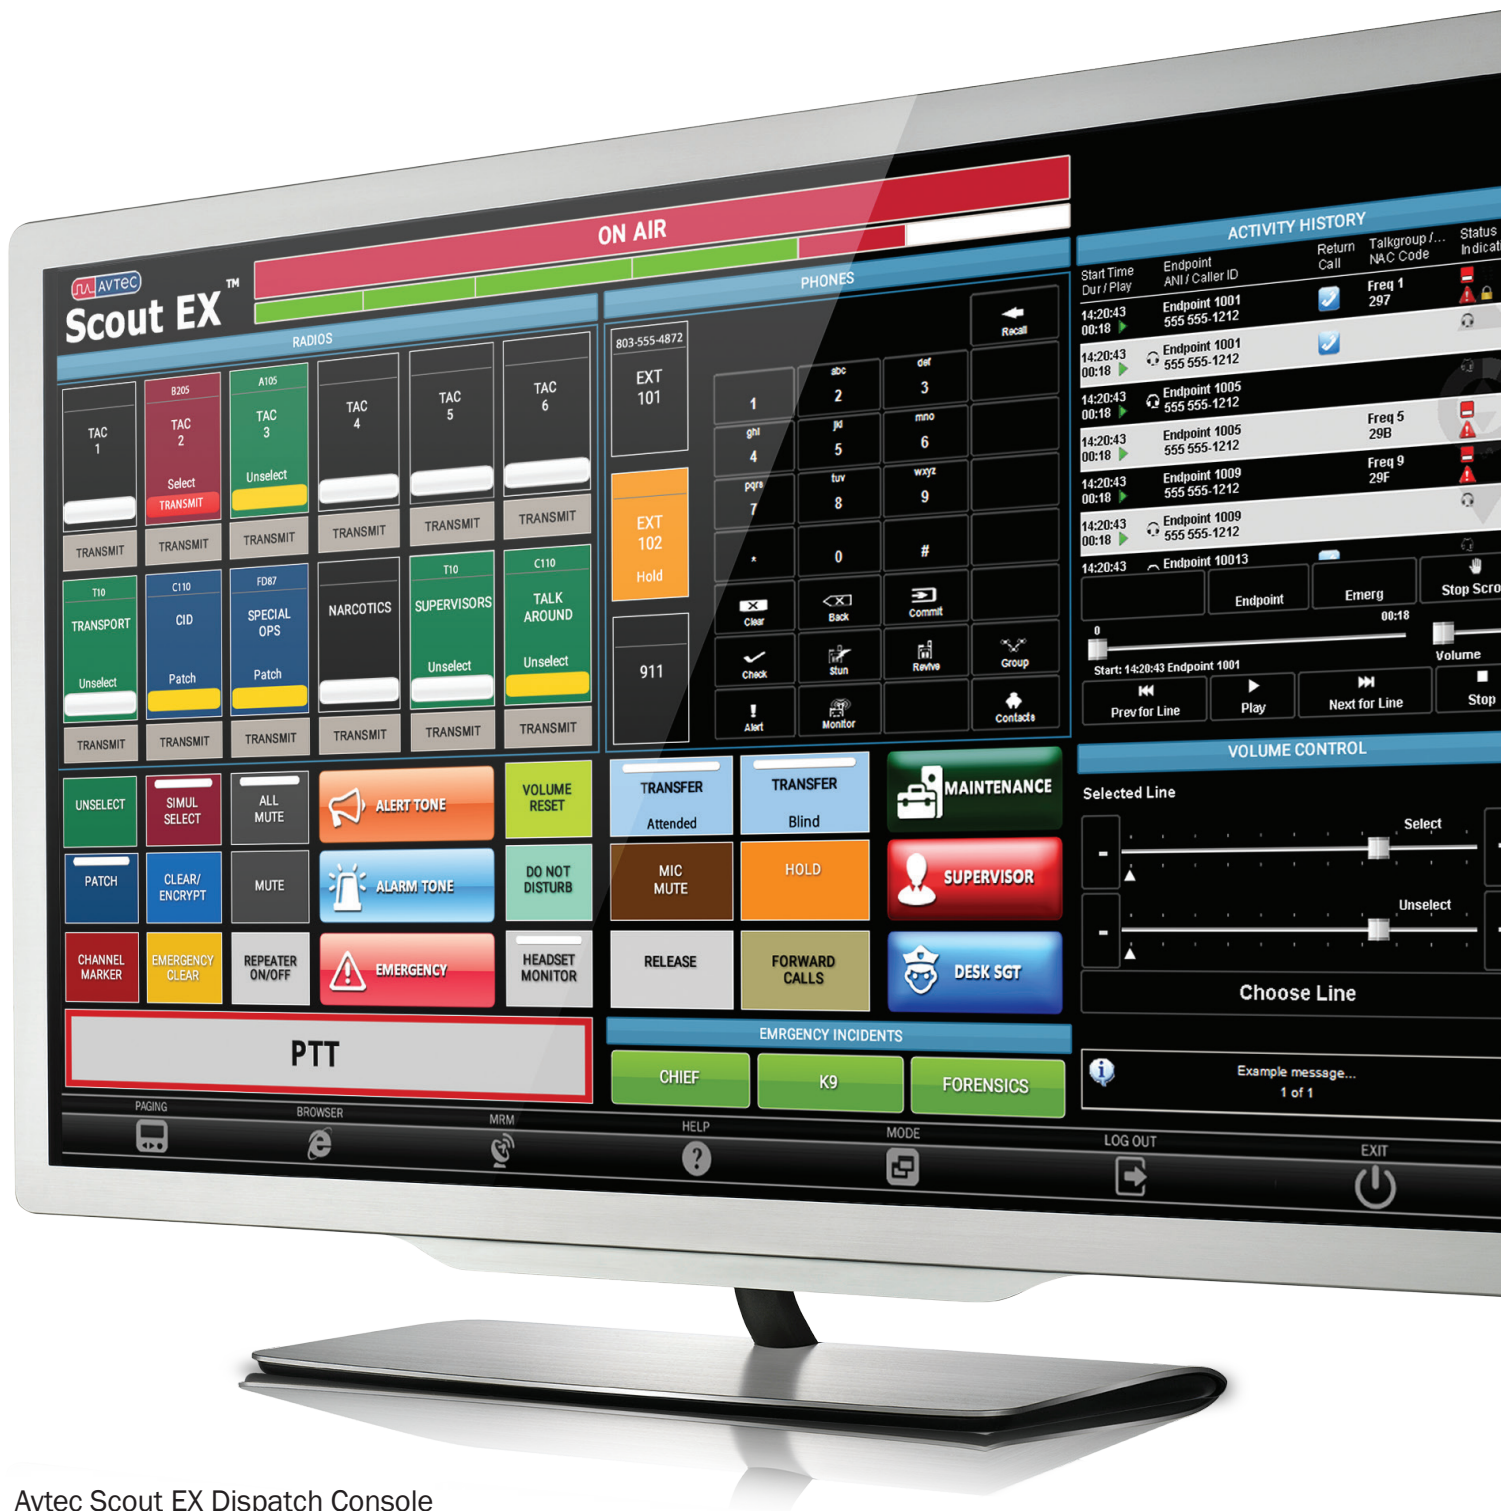 AVTEC
Scout EX™
ON AIR
RADIOS
TAC
1
B205
TAC
2
Select
TRANSMIT
A105
TAC
3
Unselect
TAC
4
TAC
5
TAC
6
TRANSMIT
TRANSMIT
TRANSMIT
TRANSMIT
TRANSMIT
TRANSMIT
T10
TRANSPORT
Unselect
C110
CID
Patch
FD87
SPECIAL
OPS
Patch
NARCOTICS
T10
SUPERVISORS
Unselect
C110
TALK
AROUND
Unselect
TRANSMIT
TRANSMIT
TRANSMIT
TRANSMIT
TRANSMIT
TRANSMIT
UNSELECT
SIMUL
SELECT
ALL
MUTE
ALERT TONE
VOLUME
RESET
PATCH
CLEAR/
ENCRYPT
MUTE
ALARM TONE
DO NOT
DISTURB
CHANNEL
MARKER
EMERGENCY
CLEAR
REPEATER
ON/OFF
EMERGENCY
HEADSET
MONITOR
PTT
PHONES
803-555-4872
EXT
101
EXT
102
Hold
911
Recall
1
abc
2
def
3
ghi
4
jkl
5
mno
6
pqrs
7
tuv
8
wxyz
9
*
0
#
Clear
Back
Commit
Check
Stun
Revive
Group
Alert
Monitor
Contacts
TRANSFER
Attended
TRANSFER
Blind
MAINTENANCE
MIC
MUTE
HOLD
SUPERVISOR
RELEASE
FORWARD
CALLS
DESK SGT
EMRGENCY INCIDENTS
CHIEF
K9
FORENSICS
ACTIVITY HISTORY
Start Time
Dur / Play
Endpoint
ANI / Caller ID
Return
Call
Talkgroup /...
NAC Code
Status
Indicati
14:20:43
00:18
Endpoint 1001
555 555-1212
Freq 1
297
14:20:43
00:18
Endpoint 1001
555 555-1212
14:20:43
00:18
Endpoint 1005
555 555-1212
14:20:43
00:18
Endpoint 1005
555 555-1212
Freq 5
29B
14:20:43
00:18
Endpoint 1009
555 555-1212
Freq 9
29F
14:20:43
00:18
Endpoint 1009
555 555-1212
14:20:43
Endpoint 10013
Endpoint
Emerg
Stop Scro
0
00:18
Volume
Start: 14:20:43 Endpoint 1001
Prev for Line
Play
Next for Line
Stop
VOLUME CONTROL
Selected Line
Select
-
Unselect
-
Choose Line
Example message...
1 of 1
PAGING
BROWSER
MRM
HELP
MODE
LOG OUT
EXIT
Avtec Scout EX Dispatch Console